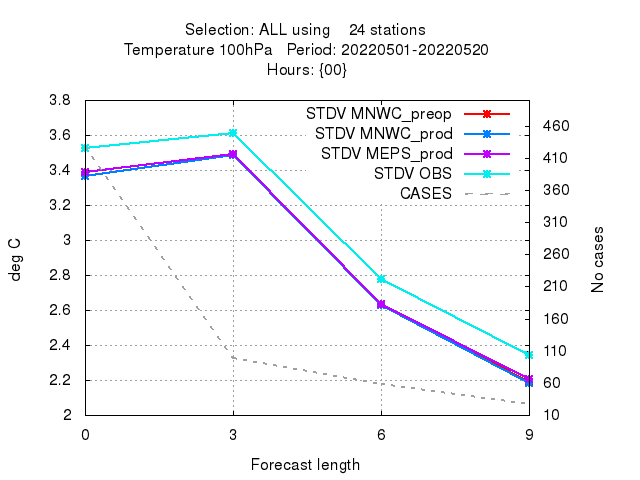 Selection: ALL using    24 stations
Temperature 100hPa   Period: 20220501-20220520
Hours: {00}
3.8
3.6
3.4
3.2
3
2.8
2.6
2.4
2.2
2
deg C
STDV MNWC_preop
STDV MNWC_prod
STDV MEPS_prod
STDV OBS
CASES
460
410
360
310
260
210
160
110
60
10
No cases
0 3 6 9
Forecast length